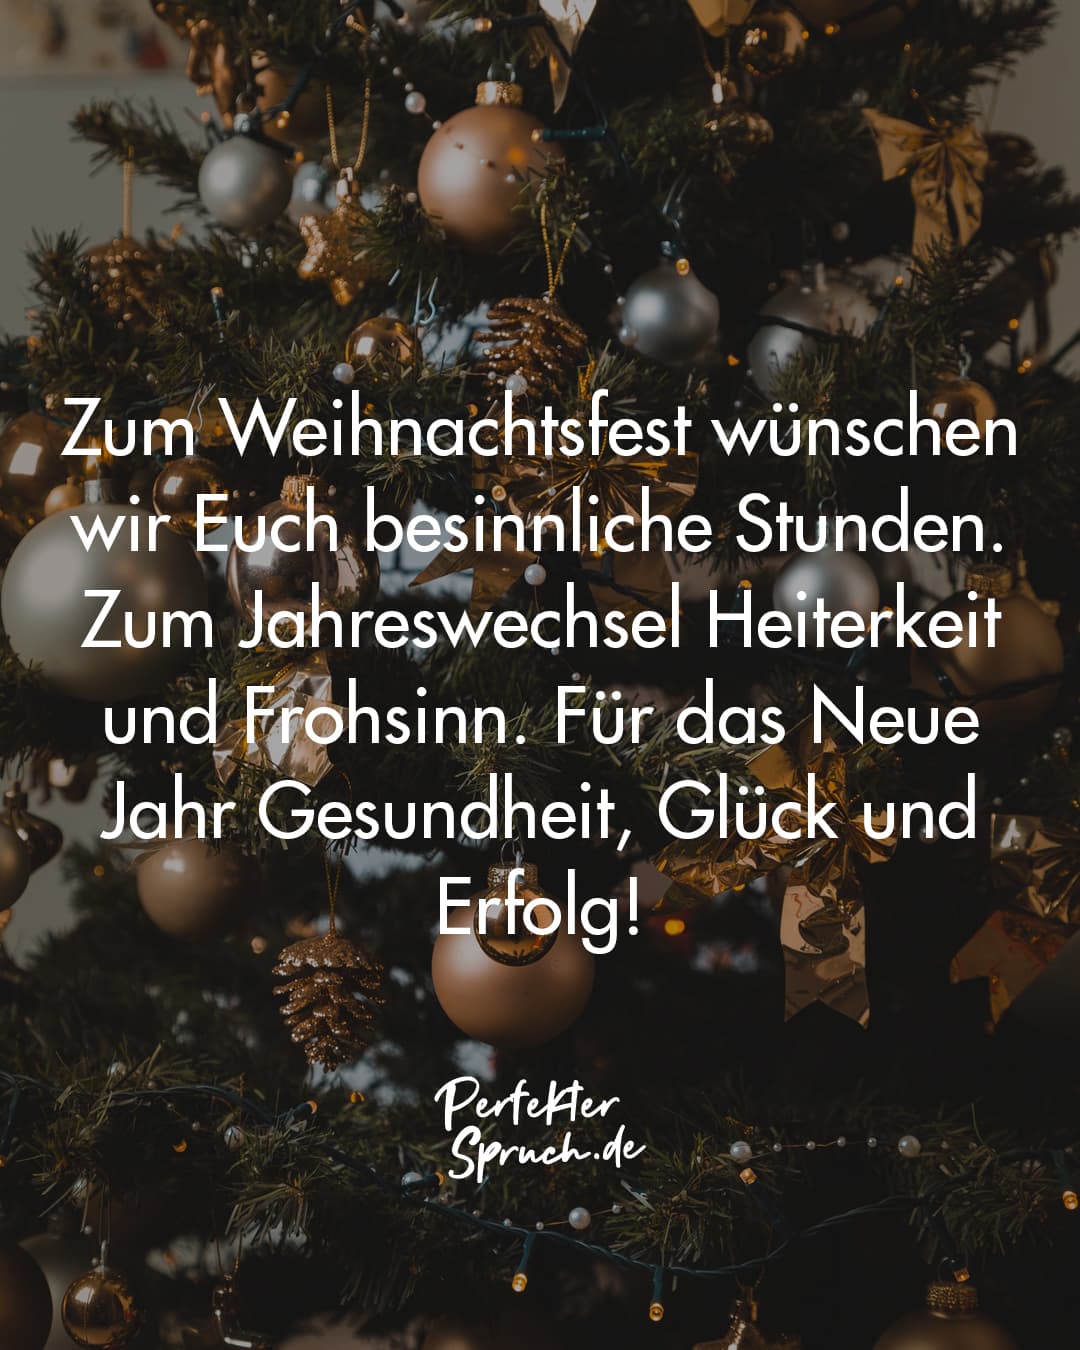 Zum Weihnachtsfest wünschen
wir Euch besinnliche Stunden.
Zum Jahreswechsel Heiterkeit
und Frohsinn. Für das Neue
Jahr Gesundheit, Glück und
Erfolg!
Perfekter
Spruch.de